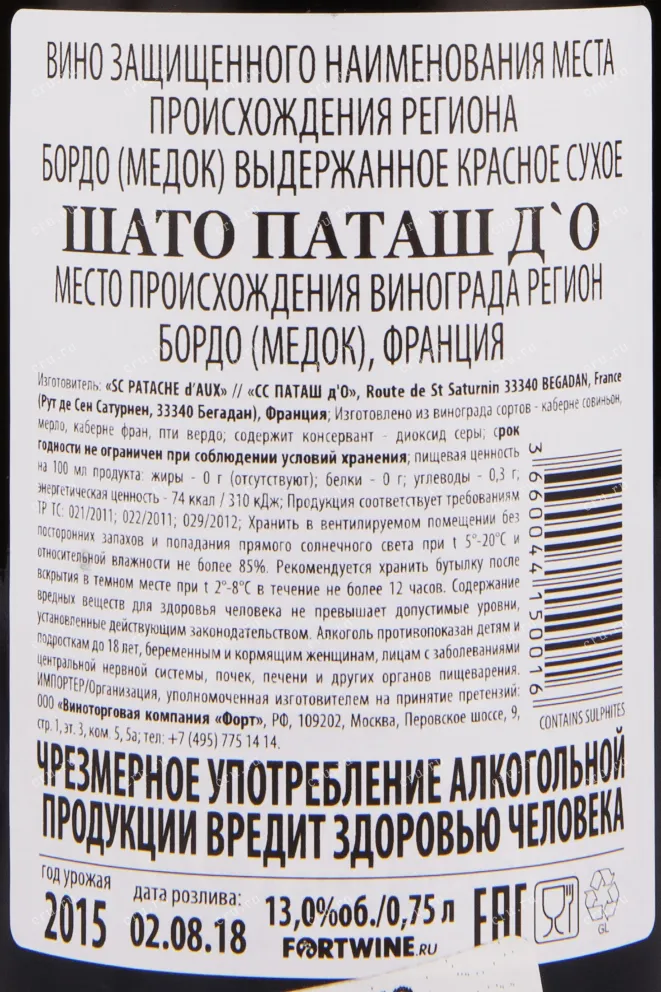 ВИНО ЗАЩИЩЕННОГО НАИМЕНОВАНИЯ МЕСТА
ПРОИСХОЖДЕНИЯ РЕГИОНА
БОРДО (МЕДОК) ВЫДЕРЖАННОЕ КРАСНОЕ СУХОЕ
ШАТО ПАТАШ Д`О
МЕСТО ПРОИСХОЖДЕНИЯ ВИНОГРАДА РЕГИОН
БОРДО (МЕДОК), ФРАНЦИЯ
Изготовитель: «SC PATACHE d’AUX» // «СС ПАТАШ д'О», Route de St Saturnin 33340 BEGADAN, France
(Рут де Сен Сатурнен, 33340 Бегадан), Франция; Изготовлено из винограда сортов - каберне совиньон,
мерло, каберне фран, пти вердо; содержит консервант - диоксид серы; срок
годности не ограничен при соблюдении условий хранения; пищевая ценность
на 100 мл продукта: жиры - 0 г (отсутствуют); белки - 0 г; углеводы - 0,3 г,
энергетическая ценность - 74 ккал / 310 кДж; Продукция соответствует требованиям
ТР ТС: 021/2011; 022/2011; 029/2012; Хранить в вентилируемом помещении без
посторонних запахов и попадания прямого солнечного света при t 5°-20°С и
относительной влажности не более 85%. Рекомендуется хранить бутылку после
вскрытия в темном месте при t 2°-8°С в течение не более 12 часов. Содержание
вредных веществ для здоровья человека не превышает допустимые уровни,
установленные действующим законодательством. Алкоголь противопоказан детям и
подросткам до 18 лет, беременным и кормящим женщинам, лицам с заболеваниями
центральной нервной системы, почек, печени и других органов пищеварения.
ИМПОРТЕР/Организация, уполномоченная изготовителем на принятие претензий:
ООО «Виноторговая компания «Форт», РФ, 109202, Москва, Перовское шоссе, 9,
стр. 1, эт. 3, ком. 5, 5а; тел: +7 (495) 775 14 14.
3 660044 150016
CONTAINS SULPHITES
ЧРЕЗМЕРНОЕ УПОТРЕБЛЕНИЕ АЛКОГОЛЬНОЙ
ПРОДУКЦИИ ВРЕДИТ ЗДОРОВЬЮ ЧЕЛОВЕКА
год урожая
2015
дата розлива:
02.08.18
13,0%об./0,75 л
FORTWINE.RU
EAC
GL